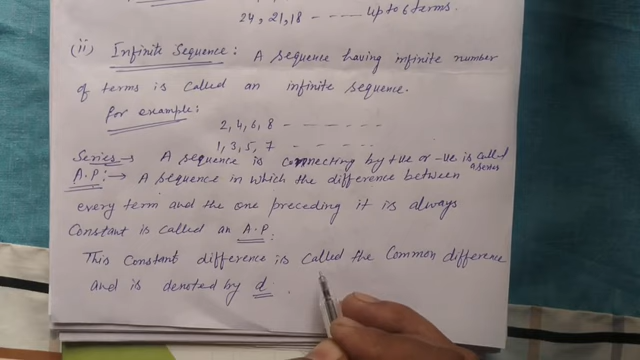 24, 21, 18 - - - - - - - up to 6 terms.
(ii) Infinite Sequence: A sequence having infinite number
of terms is called an infinite sequence.
for example:
2, 4, 6, 8 - - - - - - - -
1, 3, 5, 7 - - - - - - -
Series→ A sequence is connecting by +ve or -ve is called
a series
A.P:→ A sequence in which the difference between
every term and the one preceding it is always
Constant is called an A.P:
This Constant difference is called the Common difference
and is denoted by d.